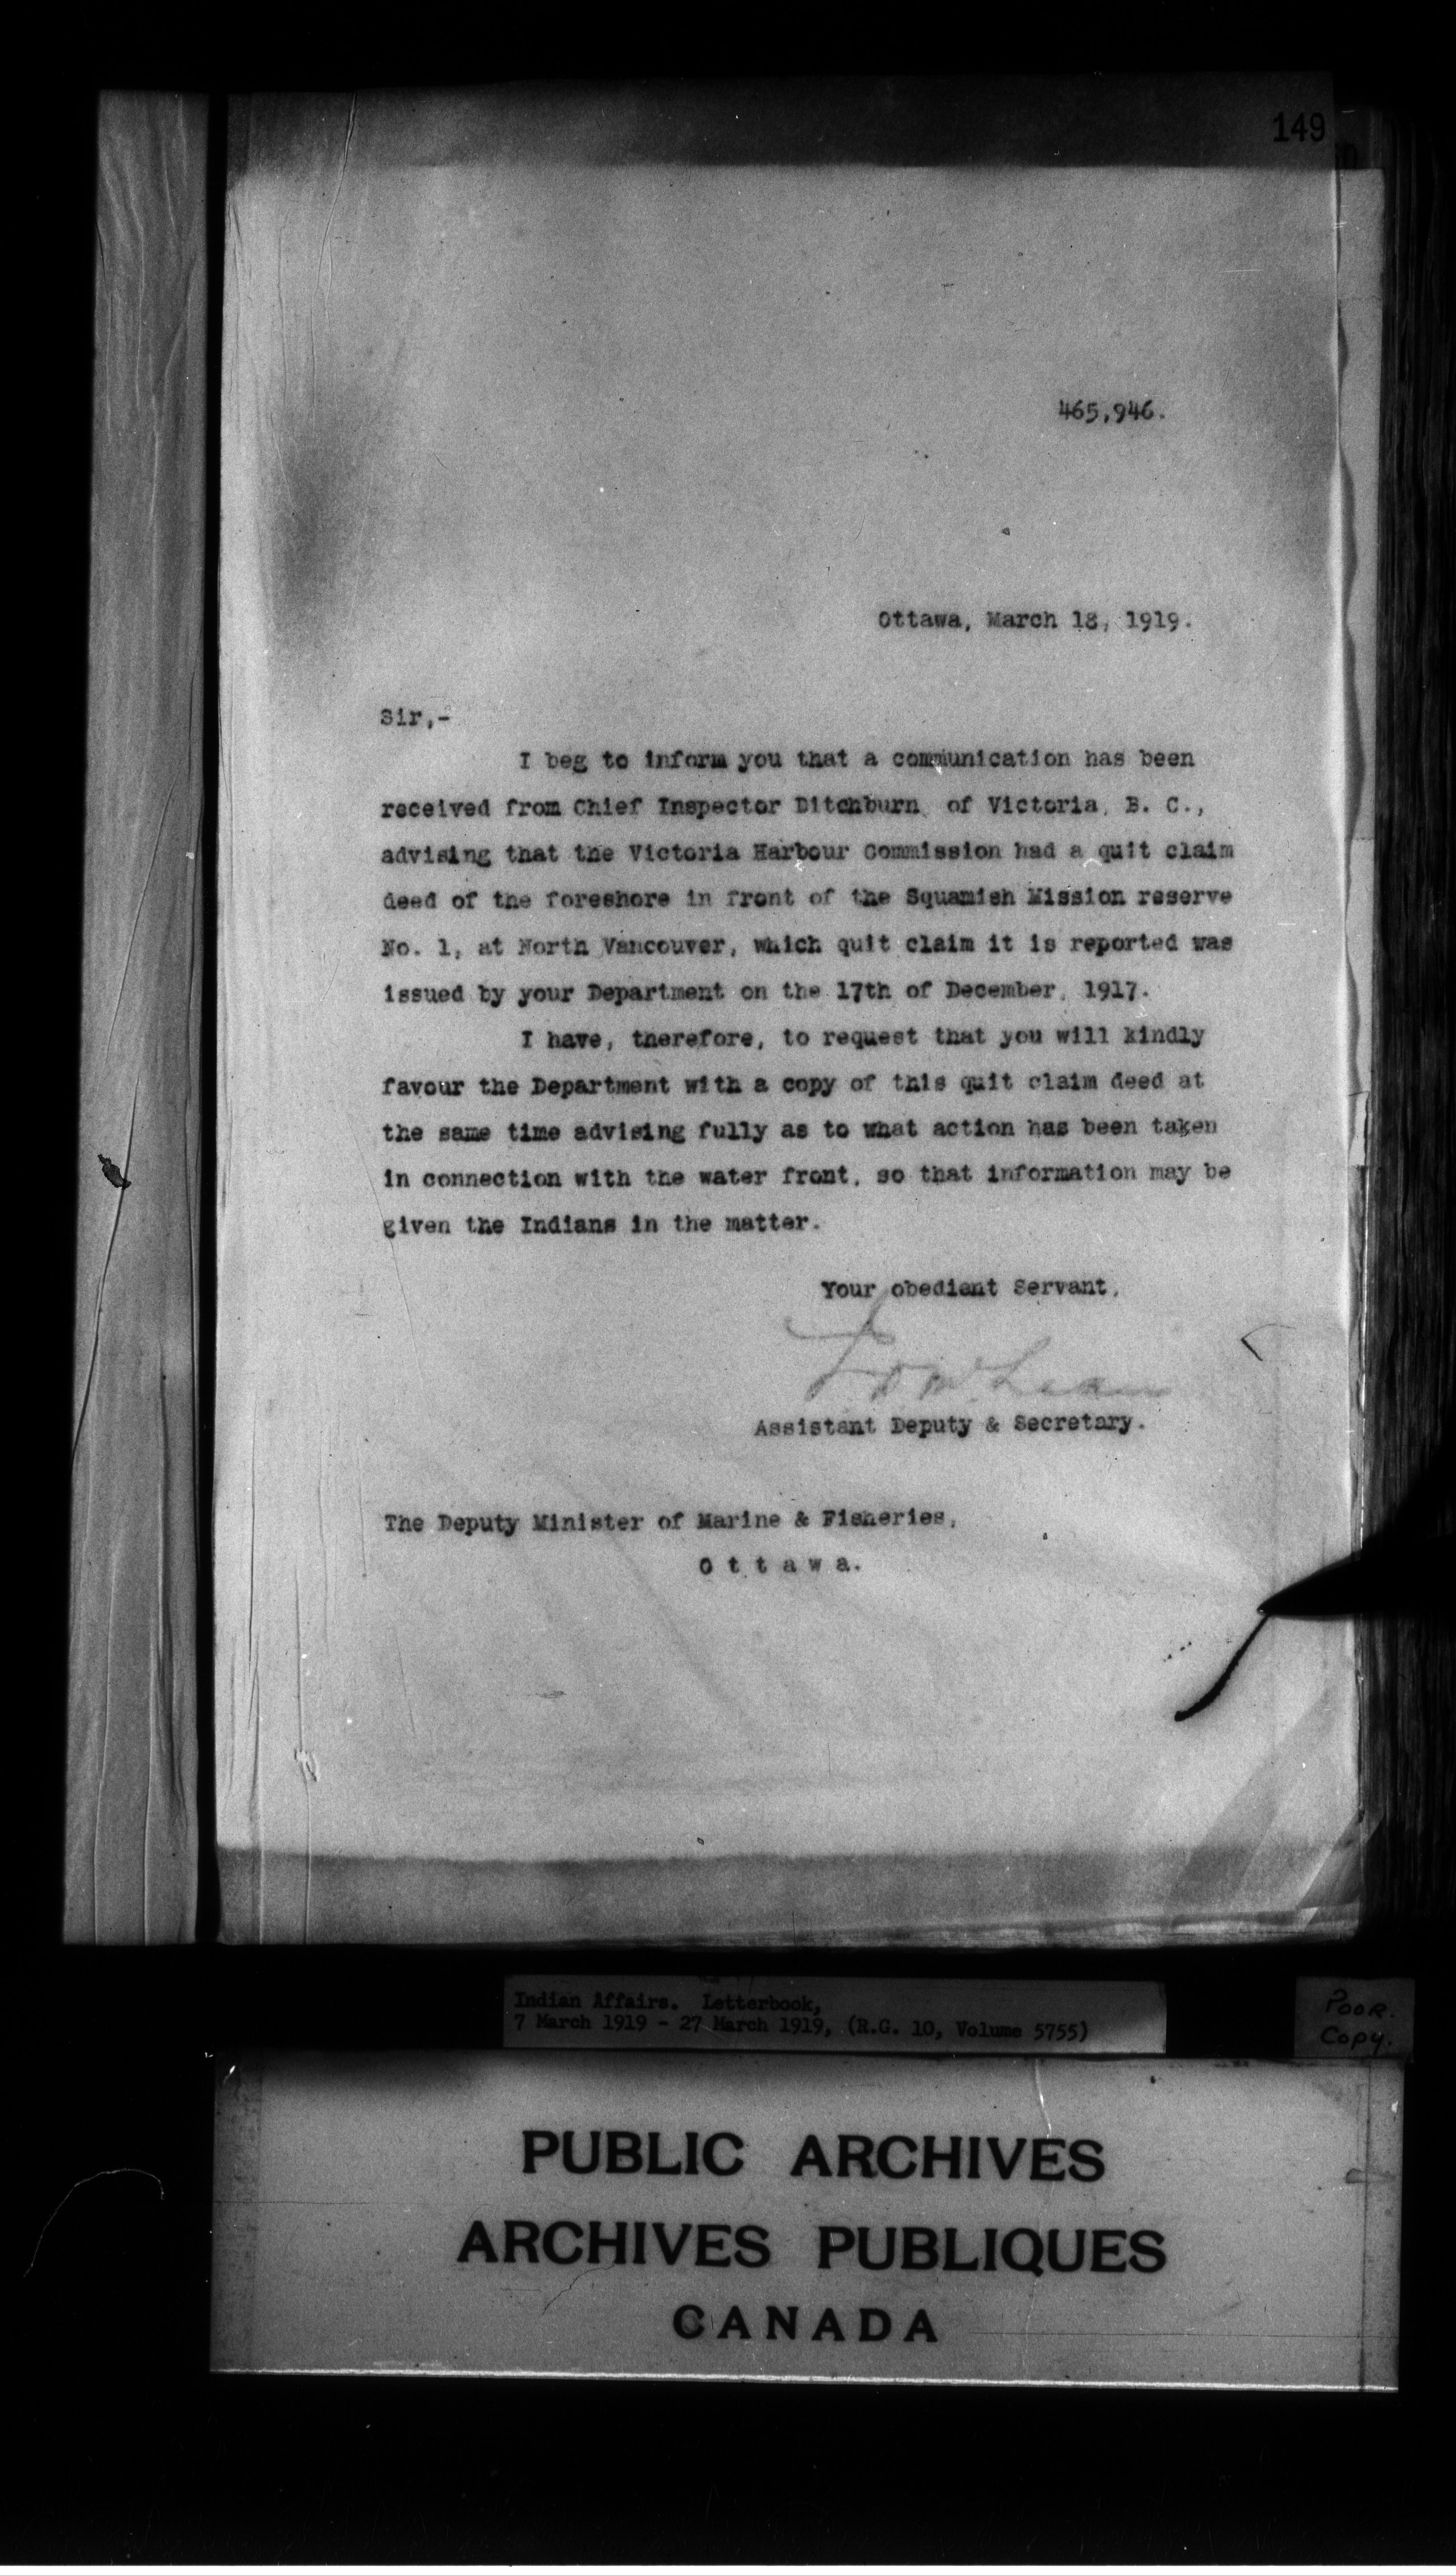 149
465,946.
Ottawa, March 18, 1919.
Sir,-
I beg to inform you that a communication has been
received from Chief Inspector Ditchburn, of Victoria, B. C.,
advising that the Victoria Harbour Commission had a quit claim
deed of the foreshore in front of the Squamish Mission reserve
No. 1, at North Vancouver, which quit claim it is reported was
issued by your Department on the 17th of December, 1917.
I have, therefore, to request that you will kindly
favour the Department with a copy of this quit claim deed at
the same time advising fully as to what action has been taken
in connection with the water front, so that information may be
given the Indians in the matter.
Your obedient Servant,
Assistant Deputy & Secretary.
The Deputy Minister of Marine & Fisheries,
O t t a w a.
Indian Affairs. Letterbook,
7 March 1919 - 27 March 1919, (R.G. 10, Volume 5755)
POOR.
Copy.
PUBLIC ARCHIVES
ARCHIVES PUBLIQUES
CANADA